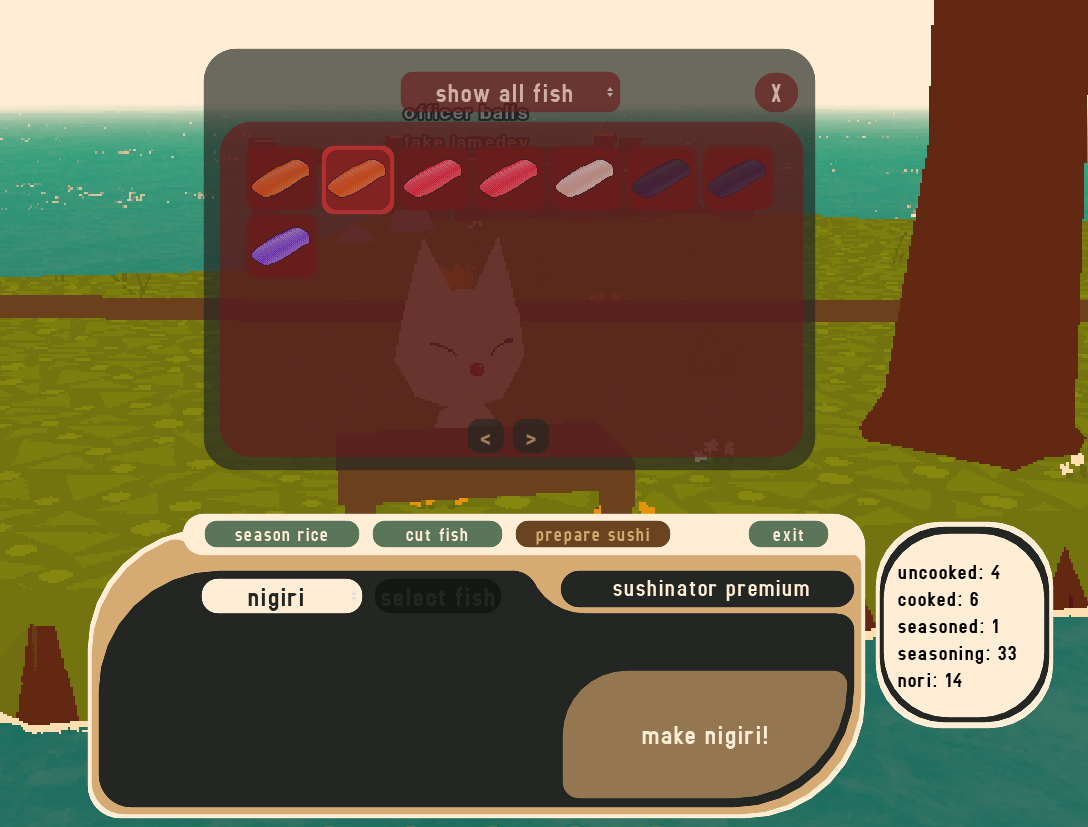 show all fish
X
officer balls
fake lamedev
<
>
season rice
cut fish
prepare sushi
exit
nigiri
select fish
sushinator premium
make nigiri!
uncooked: 4
cooked: 6
seasoned: 1
seasoning: 33
nori: 14